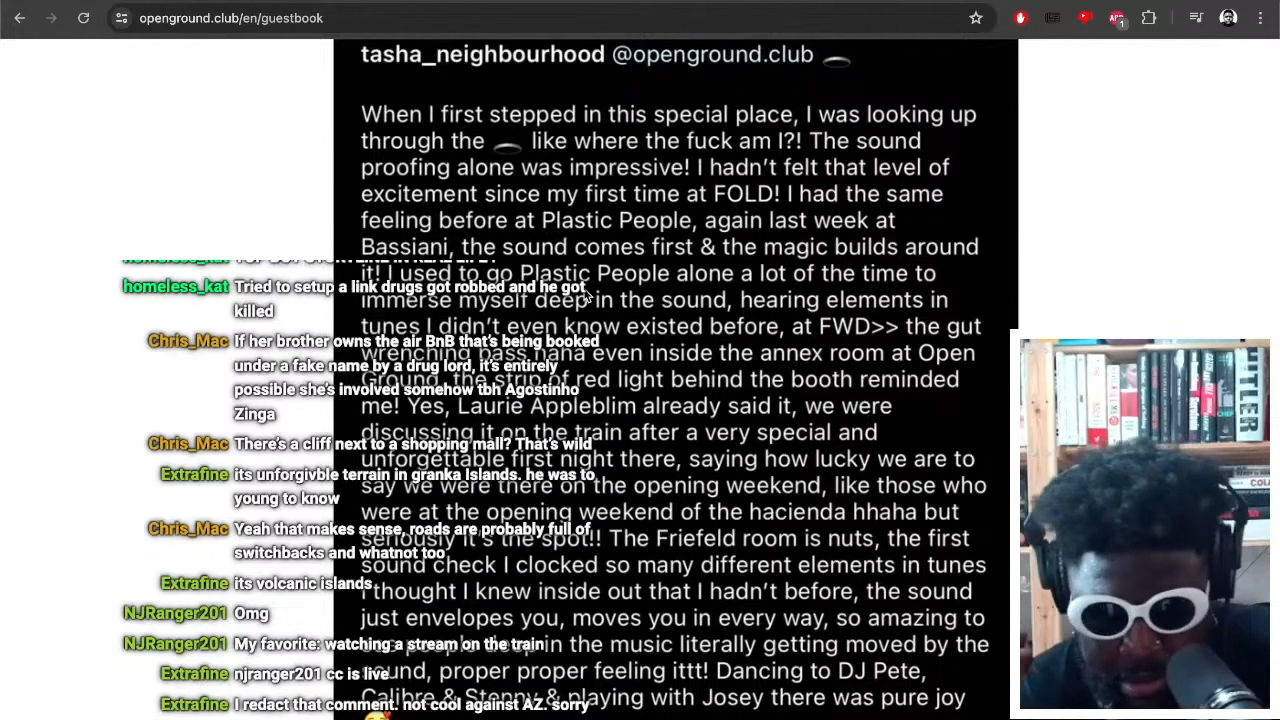 openground.club/en/guestbook
tasha_neighbourhood @openground.club
When I first stepped in this special place, I was looking up
through the like where the fuck am I?! The sound
proofing alone was impressive! I hadn't felt that level of
excitement since my first time at FOLD! I had the same
feeling before at Plastic People, again last week at
Bassiani, the sound comes first & the magic builds around
it! I used to go Plastic People alone a lot of the time to
immerse myself deep in the sound, hearing elements in
tunes I didn't even know existed before, at FWD>> the gut
wrenching bass haha even inside the annex room at Open
Ground, the strip of red light behind the booth reminded
me! Yes, Laurie Appleblim already said it, we were
discussing it on the train after a very special and
unforgettable first night there, saying how lucky we are to
say we were there on the opening weekend, like those who
were at the opening weekend of the hacienda hhaha but
seriously it's the spot!! The Friefeld room is nuts, the first
sound check I clocked so many different elements in tunes
I thought I knew inside out that I hadn't before, the sound
just envelopes you, moves you in every way, so amazing to
in the music literally getting moved by the
sound, proper proper feeling ittt! Dancing to DJ Pete,
Calibre & Stenny & playing with Josey there was pure joy
homeless_kat
homeless_kat Tried to setup a link drugs got robbed and he got
killed
Chris_Mac If her brother owns the air BnB that's being booked
under a fake name by a drug lord, it's entirely
possible she's involved somehow tbh Agostinho
Zinga
Chris_Mac There's a cliff next to a shopping mall? That's wild
Extrafine its unforgivble terrain in granka Islands. he was to
young to know
Chris_Mac Yeah that makes sense, roads are probably full of
switchbacks and whatnot too
Extrafine its volcanic islands
NJRanger201 Omg
NJRanger201 My favorite: watching a stream on the train
Extrafine njranger201 cc is live
Extrafine I redact that comment. not cool against AZ. sorry
1
HITLER
CHEF